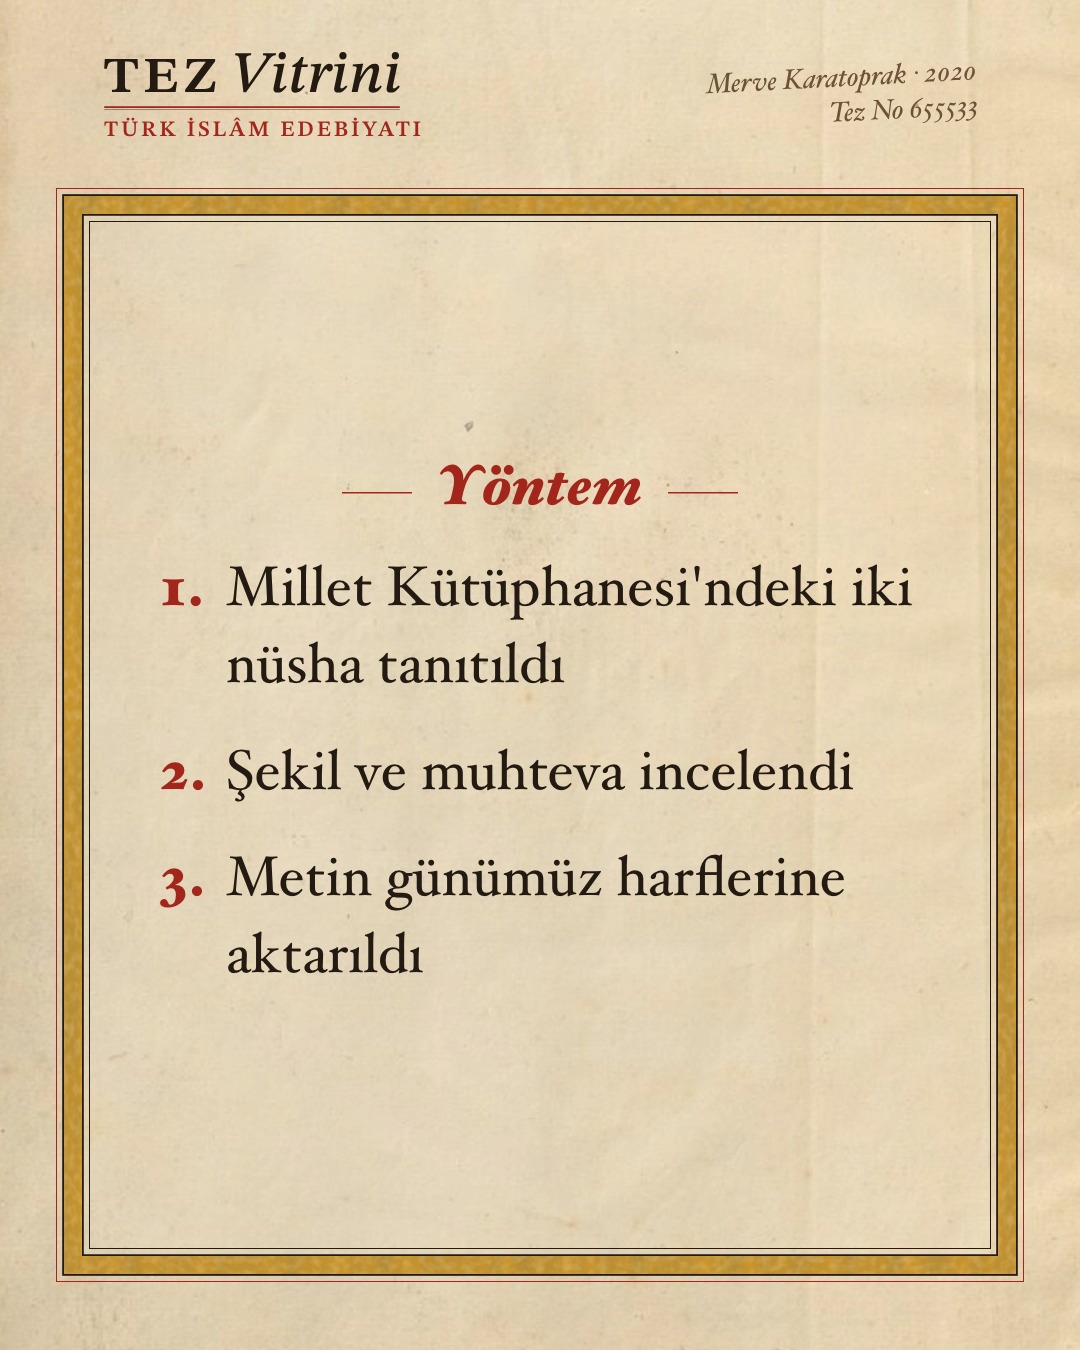 TEZ Vitrini
TÜRK İSLÂM EDEBİYATI
Merve Karatoprak · 2020
Tez No 655533
Yöntem
1. Millet Kütüphanesi'ndeki iki
nüsha tanıtıldı
2. Şekil ve muhteva incelendi
3. Metin günümüz harflerine
aktarıldı